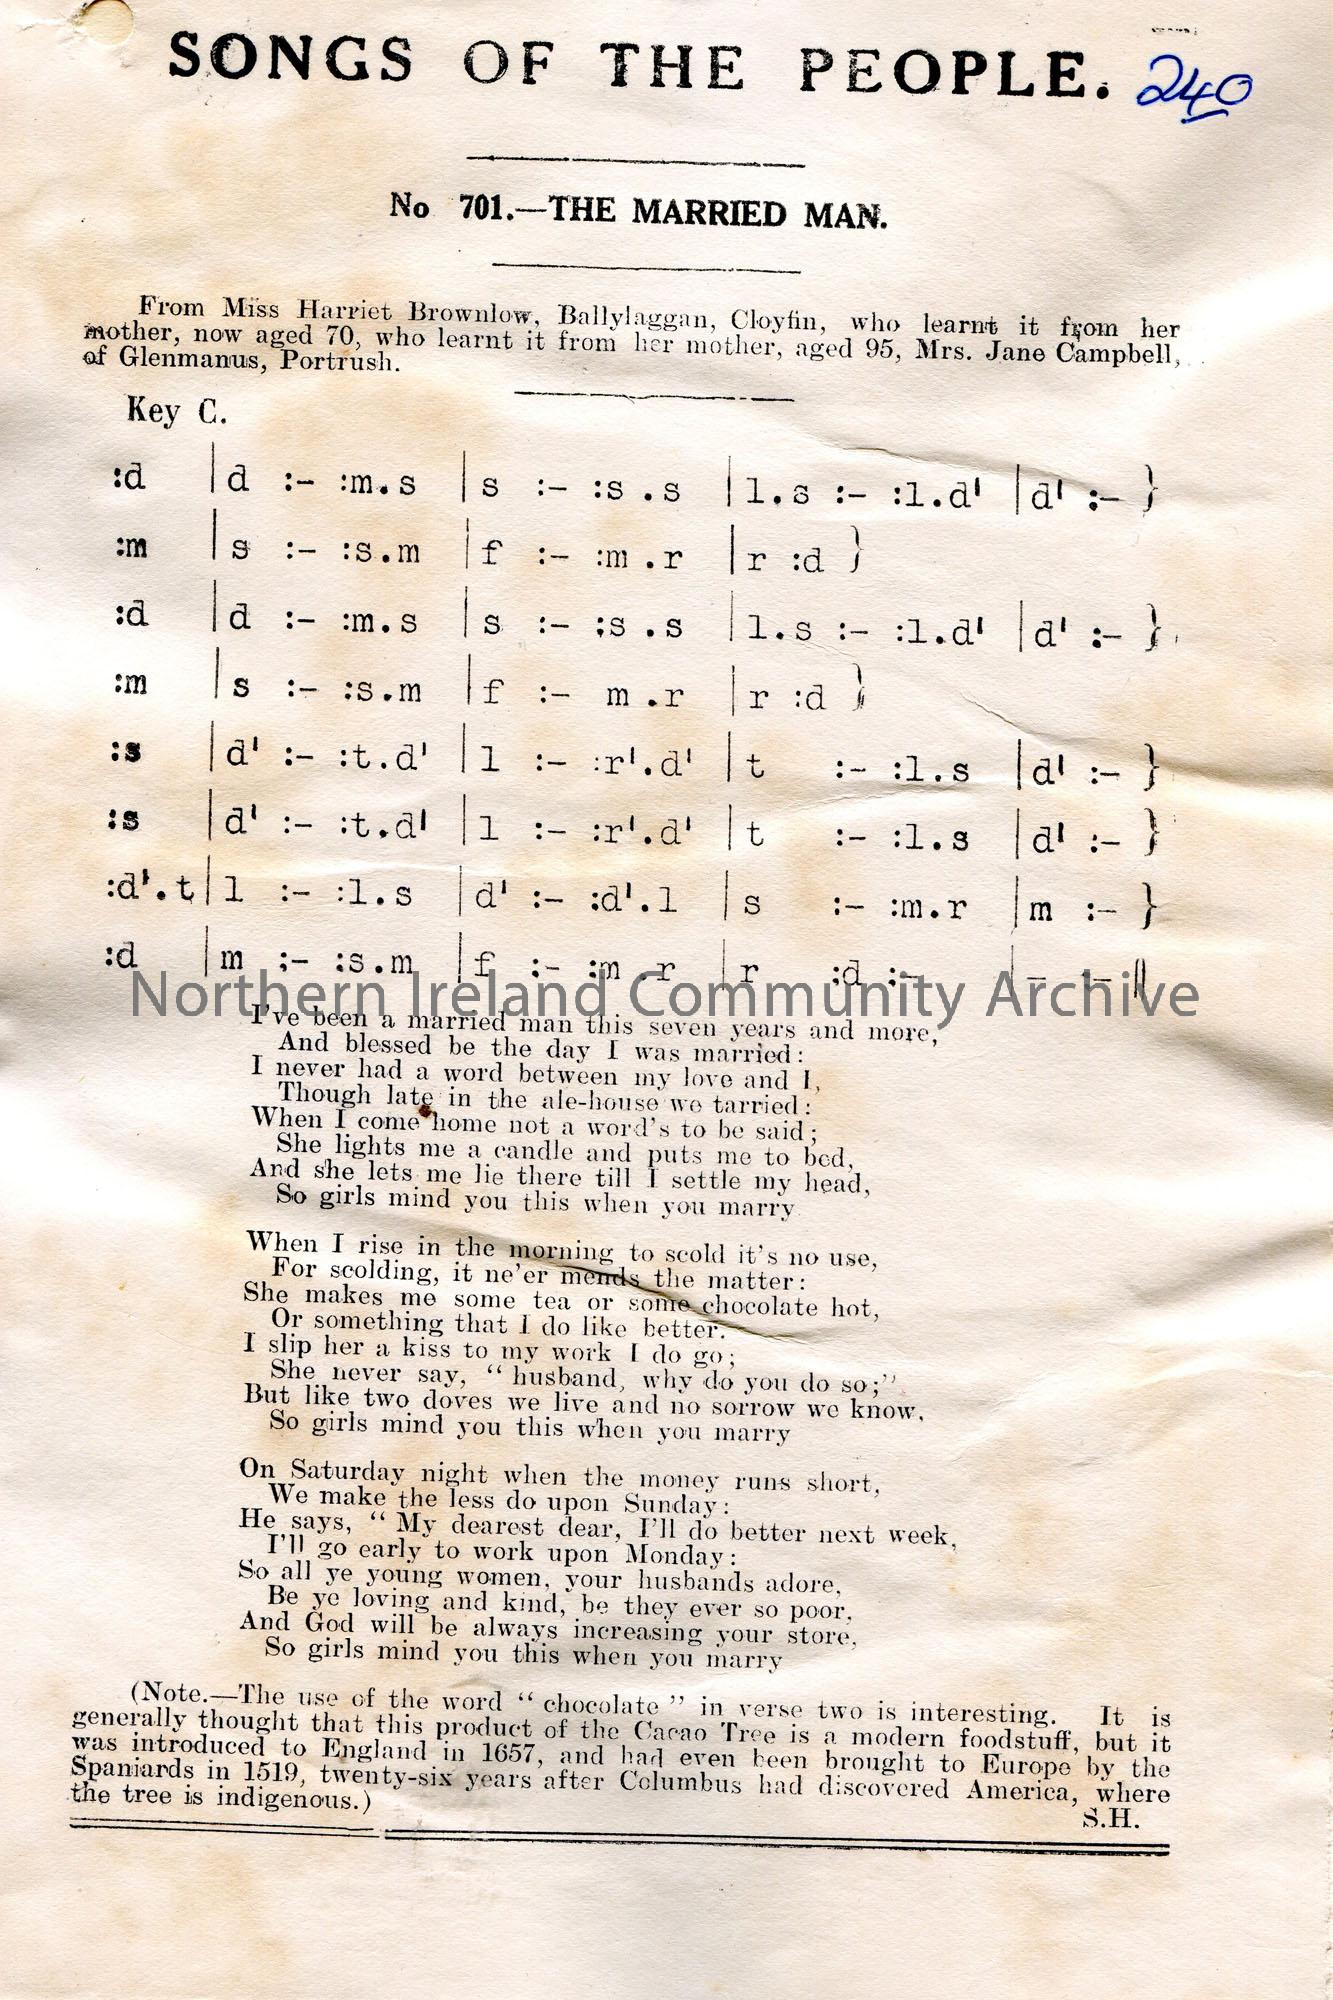 SONGS OF THE PEOPLE. 240
No 701.—THE MARRIED MAN.
From Miss Harriet Brownlow, Ballylaggan, Cloyfin, who learnt it from her
mother, now aged 70, who learnt it from her mother, aged 95, Mrs. Jane Campbell,
of Glenmanus, Portrush.
Key C.
:d |d :– :m.s |s :– :s .s |l.s :– :l.d' |d' :– }
:m |s :– :s.m |f :– :m .r |r :d }
:d |d :– :m.s |s :– ;s .s |l.s :– :l.d' |d' :– }
:m |s :– :s.m |f :– m .r |r :d }
:s |d' :– :t.d' |l :– :r'.d' |t :– :l.s |d' :– }
:s |d' :– :t.d' |l :– :r'.d' |t :– :l.s |d' :– }
:d'.t|l :– :l.s |d' :– :d'.l |s :– :m.r |m :– }
:d |m ;– :s.m |f :– :m .r |r :d :– |– :– ||
Northern Ireland Community Archive
I've been a married man this seven years and more,
And blessed be the day I was married:
I never had a word between my love and I,
Though late in the ale-house we tarried:
When I come home not a word's to be said;
She lights me a candle and puts me to bed,
And she lets me lie there till I settle my head,
So girls mind you this when you marry
When I rise in the morning to scold it's no use,
For scolding, it ne'er mends the matter:
She makes me some tea or some chocolate hot,
Or something that I do like better.
I slip her a kiss to my work I do go;
She never say, "husband, why do you do so;"
But like two doves we live and no sorrow we know,
So girls mind you this when you marry
On Saturday night when the money runs short,
We make the less do upon Sunday:
He says, "My dearest dear, I'll do better next week,
I'll go early to work upon Monday:
So all ye young women, your husbands adore,
Be ye loving and kind, be they ever so poor,
And God will be always increasing your store,
So girls mind you this when you marry
(Note.—The use of the word "chocolate" in verse two is interesting. It is
generally thought that this product of the Cacao Tree is a modern foodstuff, but it
was introduced to England in 1657, and had even been brought to Europe by the
Spaniards in 1519, twenty-six years after Columbus had discovered America, where
the tree is indigenous.)
S.H.